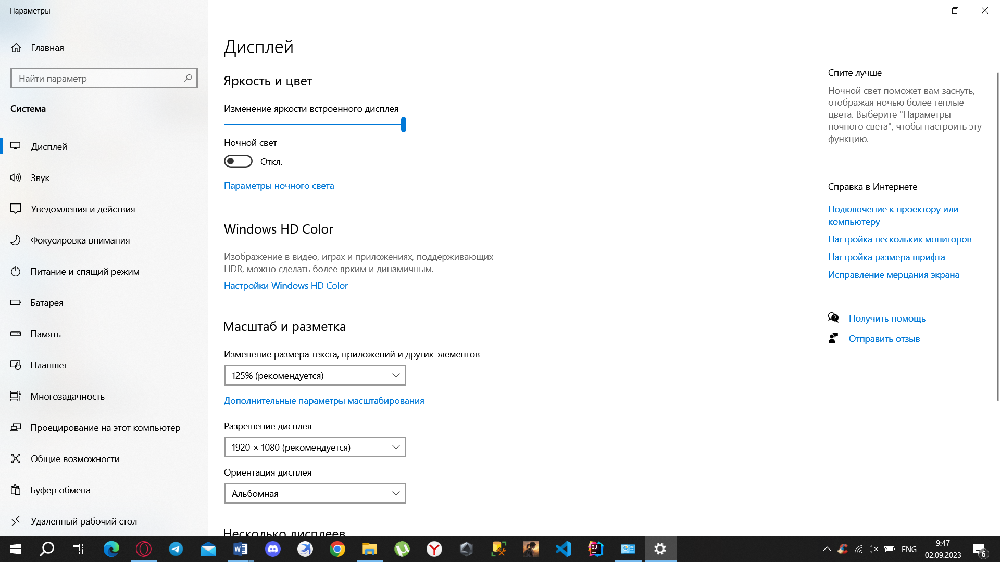 Параметры
Главная
Найти параметр
Система
Дисплей
Звук
Уведомления и действия
Фокусировка внимания
Питание и спящий режим
Батарея
Память
Планшет
Многозадачность
Проецирование на этот компьютер
Общие возможности
Буфер обмена
Удаленный рабочий стол
Дисплей
Яркость и цвет
Изменение яркости встроенного дисплея
Ночной свет
Откл.
Параметры ночного света
Windows HD Color
Изображение в видео, играх и приложениях, поддерживающих
HDR, можно сделать более ярким и динамичным.
Настройки Windows HD Color
Масштаб и разметка
Изменение размера текста, приложений и других элементов
125% (рекомендуется)
Дополнительные параметры масштабирования
Разрешение дисплея
1920 × 1080 (рекомендуется)
Ориентация дисплея
Альбомная
Несколько дисплеев
Спите лучше
Ночной свет поможет вам заснуть,
отображая ночью более теплые
цвета. Выберите "Параметры
ночного света", чтобы настроить эту
функцию.
Справка в Интернете
Подключение к проектору или
компьютеру
Настройка нескольких мониторов
Настройка размера шрифта
Исправление мерцания экрана
Получить помощь
Отправить отзыв
ENG
9:47
02.09.2023
6